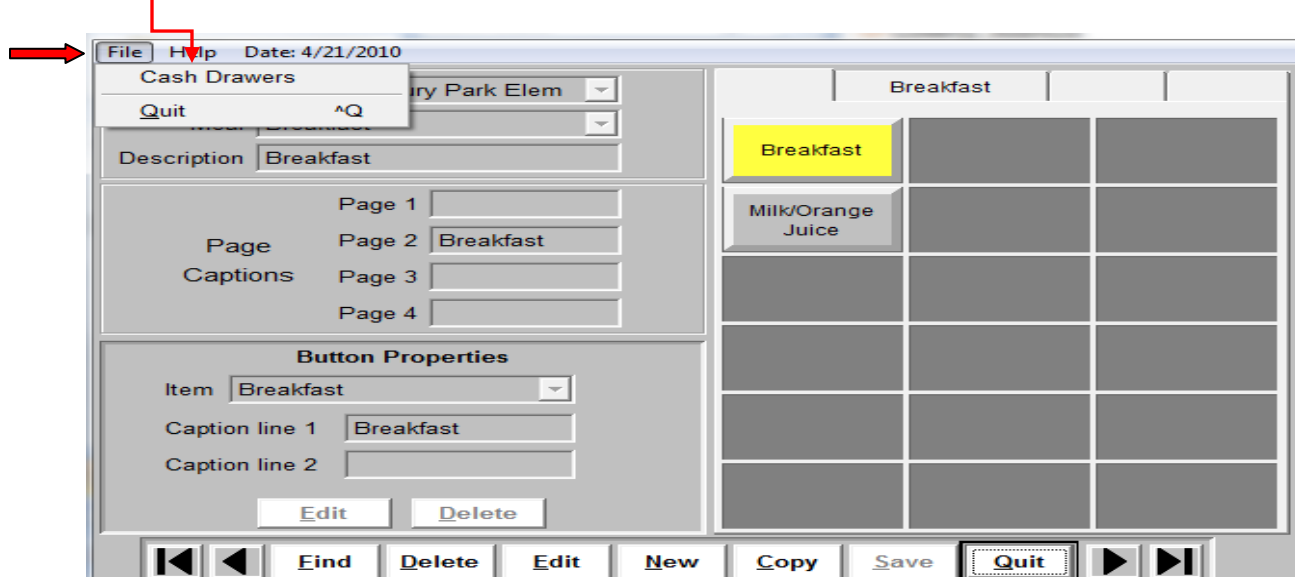 File Help Date: 4/21/2010
Cash Drawers
Quit ^Q
ury Park Elem
Breakfast
Description Breakfast
Page Captions
Page 1
Page 2 Breakfast
Page 3
Page 4
Button Properties
Item Breakfast
Caption line 1 Breakfast
Caption line 2
Edit Delete
Breakfast
Breakfast
Milk/Orange
Juice
Find Delete Edit New Copy Save Quit